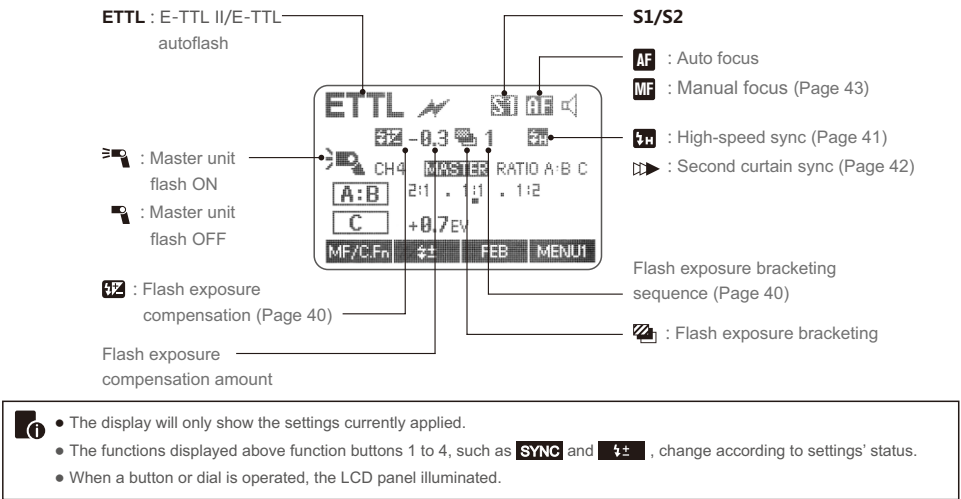 ETTL : E-TTL II/E-TTL
autoflash
S1/S2
AF : Auto focus
MF : Manual focus (Page 43)
H : High-speed sync (Page 41)
: Second curtain sync (Page 42)
ETTL S1 AF
-0.3 1 H
CH4 MASTER RATIO A:B C
A:B 2:1 . 1:1 . 1:2
C +0.7EV
MF/C.Fn ± FEB MENU1
: Master unit
flash ON
: Master unit
flash OFF
: Flash exposure
compensation (Page 40)
Flash exposure
compensation amount
Flash exposure bracketing
sequence (Page 40)
: Flash exposure bracketing
● The display will only show the settings currently applied.
● The functions displayed above function buttons 1 to 4, such as SYNC and ± , change according to settings' status.
● When a button or dial is operated, the LCD panel illuminated.